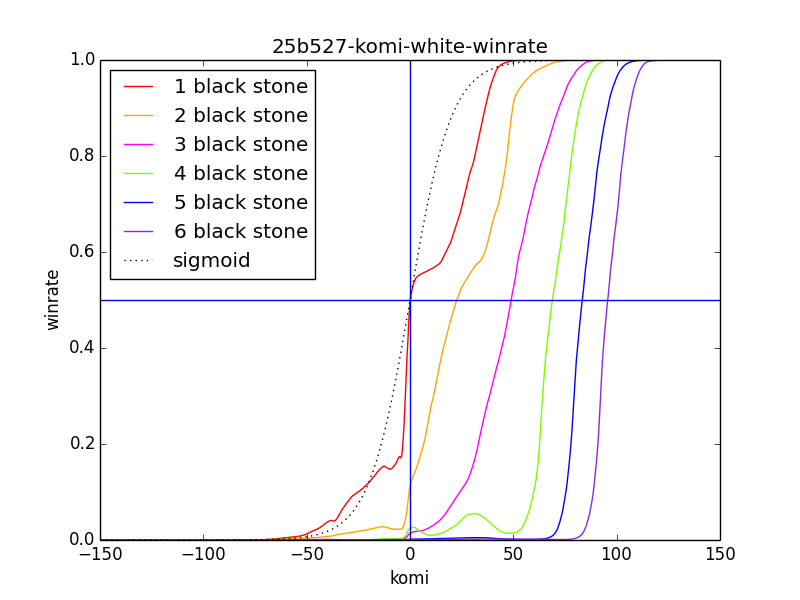 25b527-komi-white-winrate
1.0
0.8
0.6
0.4
0.2
0.0
winrate
1 black stone
2 black stone
3 black stone
4 black stone
5 black stone
6 black stone
sigmoid
−150 −100 −50 0 50 100 150
komi